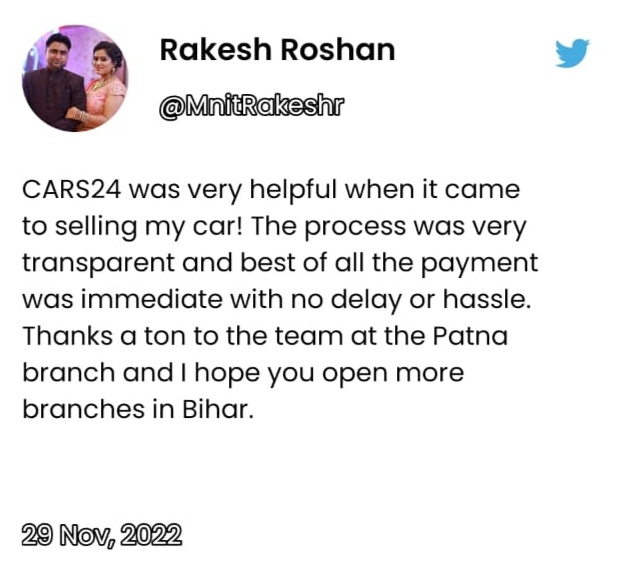 Rakesh Roshan
@MnitRakeshr
CARS24 was very helpful when it came
to selling my car! The process was very
transparent and best of all the payment
was immediate with no delay or hassle.
Thanks a ton to the team at the Patna
branch and I hope you open more
branches in Bihar.
29 Nov, 2022